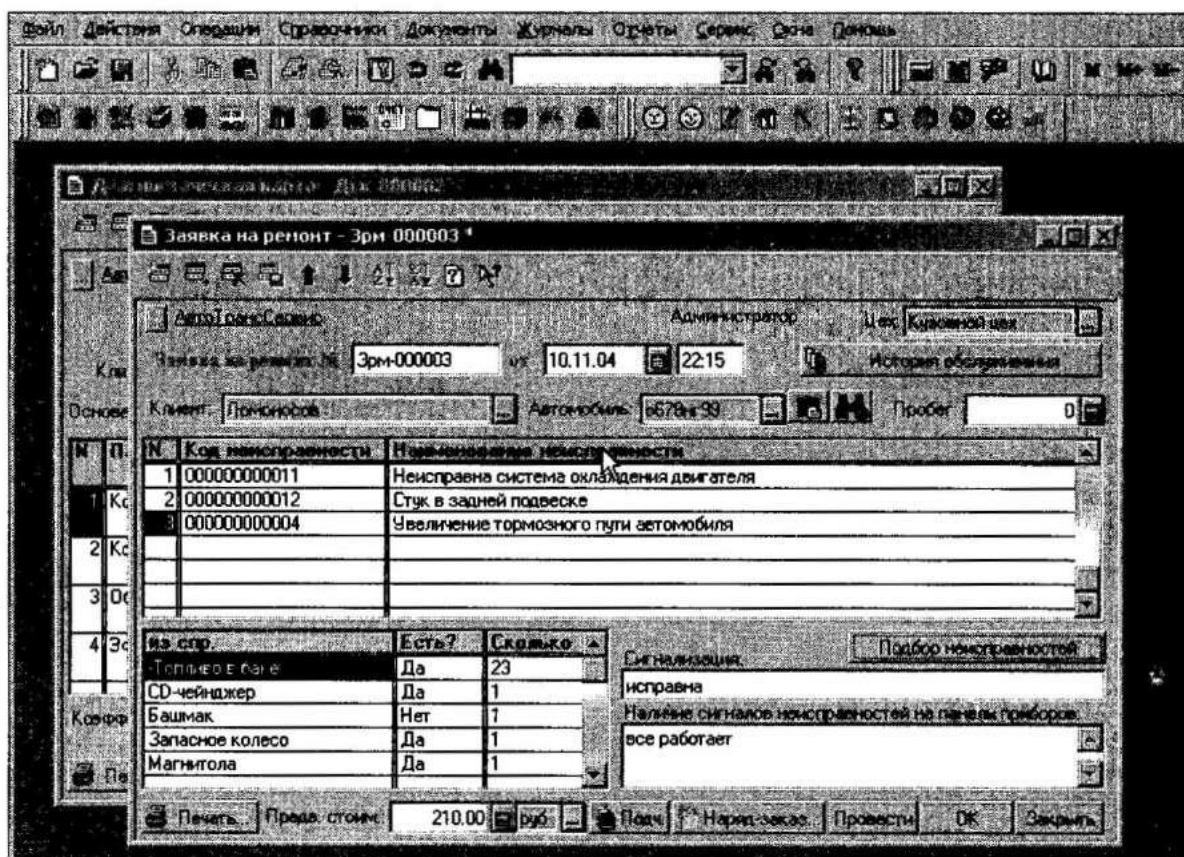 Файл Действия Операции Справочники Документы Журналы Отчеты Сервис Окна Помощь
Заявка на ремонт - Зрм-000003 *
АвтоТрансСервис Администратор Цех: Кузовной цех
Заявка на ремонт № Зрм-000003 от 10.11.04 22:15 История обслуживания
Клиент: Ломоносов Автомобиль: Пробег: 0
N Код неисправности Наименование неисправности
1 000000000011 Неисправна система охлаждения двигателя
2 000000000012 Стук в задней подвеске
3 000000000004 Увеличение тормозного пути автомобиля
из спр. Есть? Сколько Подбор неисправностей
Топливо в баке Да 23 Сигнализация:
CD-чейнджер Да 1 исправна
Башмак Нет 1 Наличие сигналов неисправностей на панели приборов:
Запасное колесо Да 1 все работает
Магнитола Да 1
Печать... Предв. стоим.: 210.00 руб. Подч. Наряд-заказ... Провести OK Закрыть